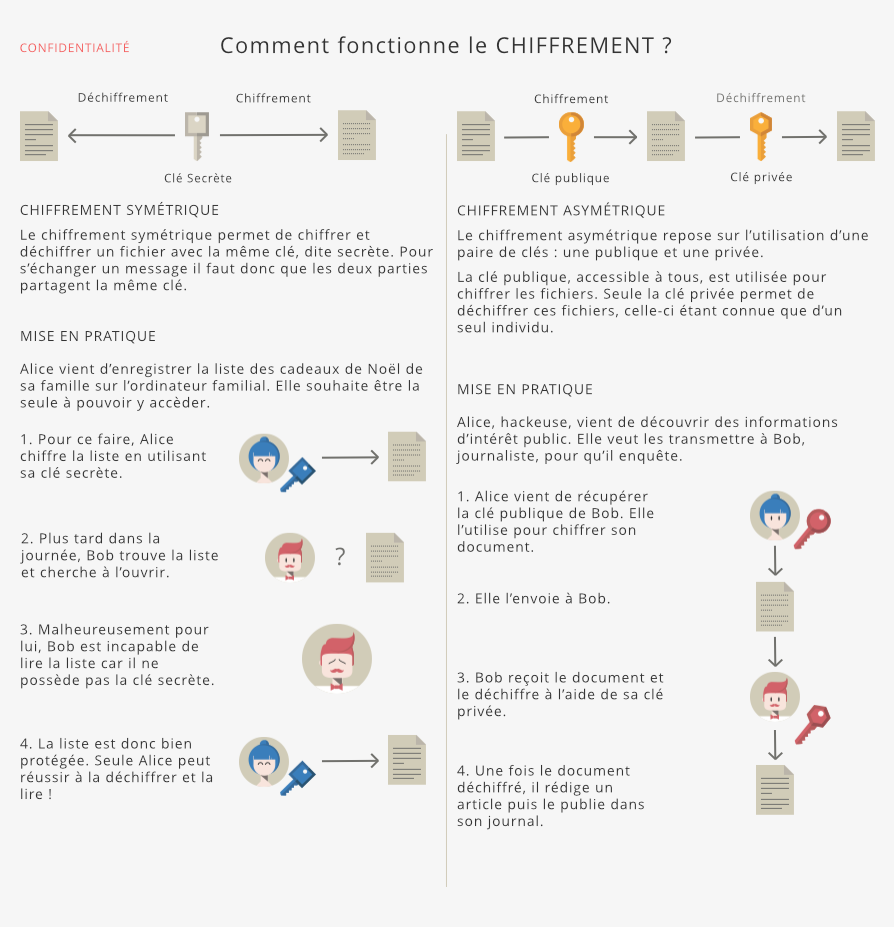 CONFIDENTIALITÉ
Comment fonctionne le CHIFFREMENT ?
Déchiffrement
Chiffrement
Clé Secrète
CHIFFREMENT SYMÉTRIQUE
Le chiffrement symétrique permet de chiffrer et
déchiffrer un fichier avec la même clé, dite secrète. Pour
s’échanger un message il faut donc que les deux parties
partagent la même clé.
MISE EN PRATIQUE
Alice vient d’enregistrer la liste des cadeaux de Noël de
sa famille sur l’ordinateur familial. Elle souhaite être la
seule à pouvoir y accèder.
1. Pour ce faire, Alice
chiffre la liste en utilisant
sa clé secrète.
2. Plus tard dans la
journée, Bob trouve la liste
et cherche à l’ouvrir.
?
3. Malheureusement pour
lui, Bob est incapable de
lire la liste car il ne
possède pas la clé secrète.
4. La liste est donc bien
protégée. Seule Alice peut
réussir à la déchiffrer et la
lire !
Chiffrement
Déchiffrement
Clé publique
Clé privée
CHIFFREMENT ASYMÉTRIQUE
Le chiffrement asymétrique repose sur l’utilisation d’une
paire de clés : une publique et une privée.
La clé publique, accessible à tous, est utilisée pour
chiffrer les fichiers. Seule la clé privée permet de
déchiffrer ces fichiers, celle-ci étant connue que d’un
seul individu.
MISE EN PRATIQUE
Alice, hackeuse, vient de découvrir des informations
d’intérêt public. Elle veut les transmettre à Bob,
journaliste, pour qu’il enquête.
1. Alice vient de récupérer
la clé publique de Bob. Elle
l’utilise pour chiffrer son
document.
2. Elle l’envoie à Bob.
3. Bob reçoit le document et
le déchiffre à l’aide de sa clé
privée.
4. Une fois le document
déchiffré, il rédige un
article puis le publie dans
son journal.